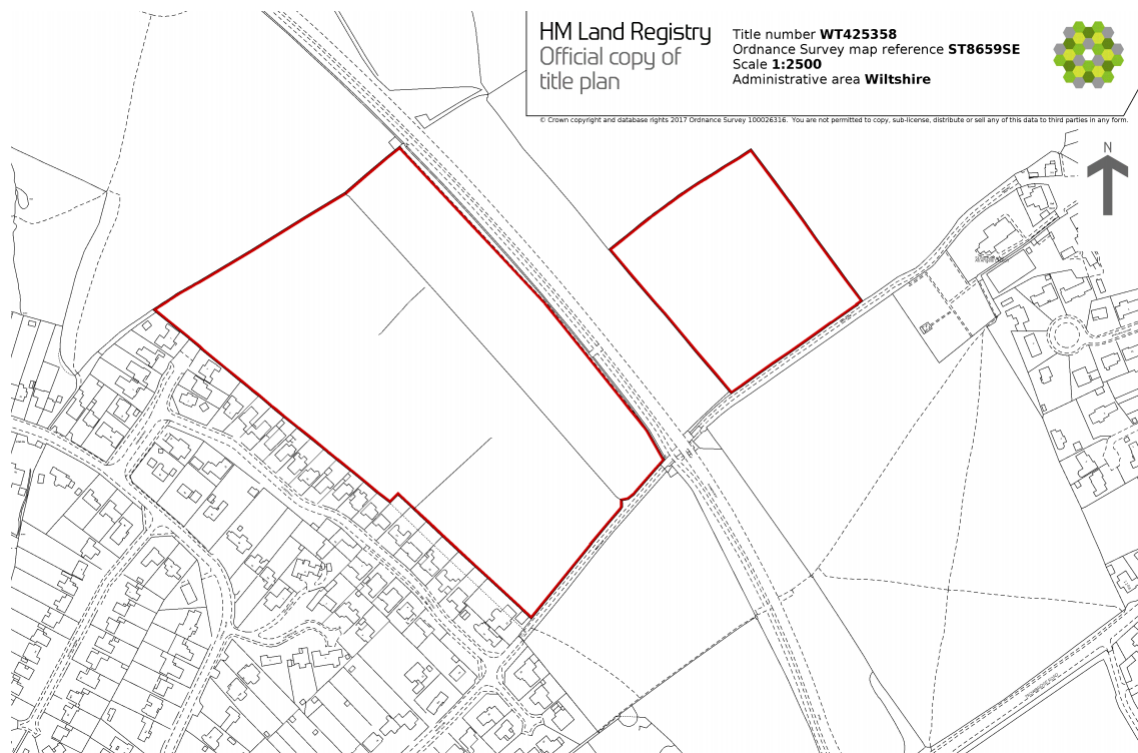 HM Land Registry
Official copy of
title plan
Title number WT425358
Ordnance Survey map reference ST8659SE
Scale 1:2500
Administrative area Wiltshire
© Crown copyright and database rights 2017 Ordnance Survey 100026316. You are not permitted to copy, sub-license, distribute or sell any of this data to third parties in any form.
N